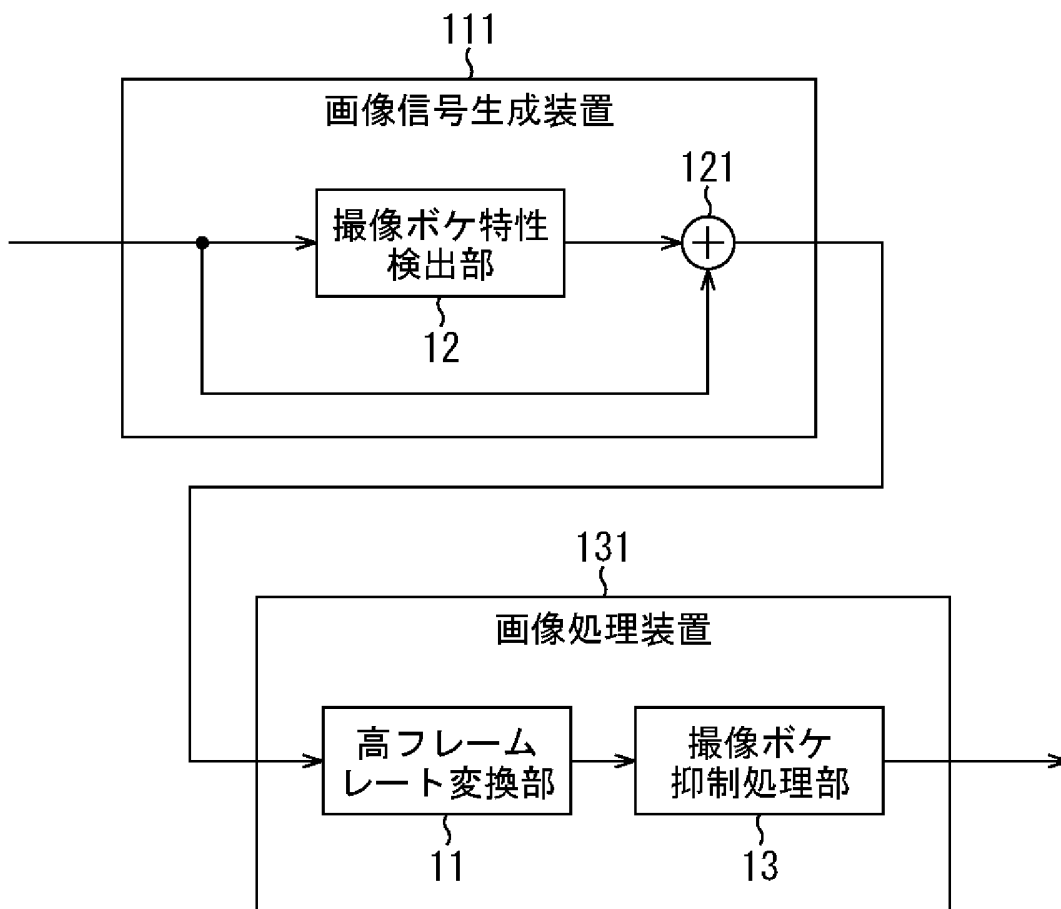 111
画像信号生成装置
121
撮像ボケ特性
検出部
12
131
画像処理装置
高フレーム
レート変換部
11
撮像ボケ
抑制処理部
13